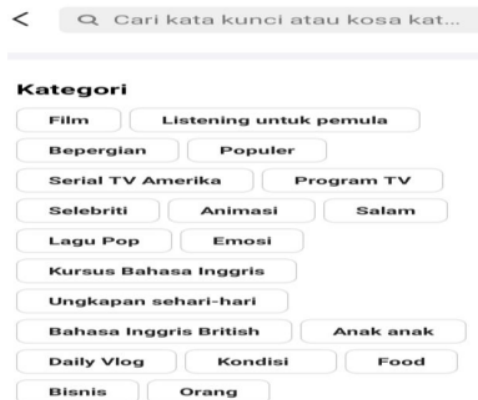 Cari kata kunci atau kosa kat...
Kategori
Film Listening untuk pemula
Bepergian Populer
Serial TV Amerika Program TV
Selebriti Animasi Salam
Lagu Pop Emosi
Kursus Bahasa Inggris
Ungkapan sehari-hari
Bahasa Inggris British Anak anak
Daily Vlog Kondisi Food
Bisnis Orang